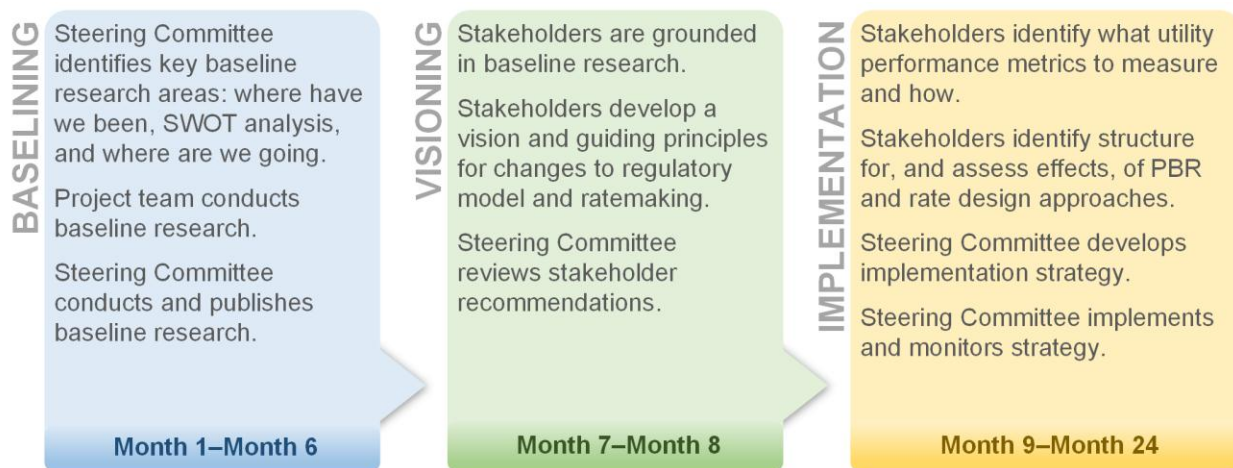 BASELINING
Steering Committee
identifies key baseline
research areas: where have
we been, SWOT analysis,
and where are we going.
Project team conducts
baseline research.
Steering Committee
conducts and publishes
baseline research.
Month 1–Month 6
VISIONING
Stakeholders are grounded
in baseline research.
Stakeholders develop a
vision and guiding principles
for changes to regulatory
model and ratemaking.
Steering Committee
reviews stakeholder
recommendations.
Month 7–Month 8
IMPLEMENTATION
Stakeholders identify what utility
performance metrics to measure
and how.
Stakeholders identify structure
for, and assess effects, of PBR
and rate design approaches.
Steering Committee develops
implementation strategy.
Steering Committee implements
and monitors strategy.
Month 9–Month 24